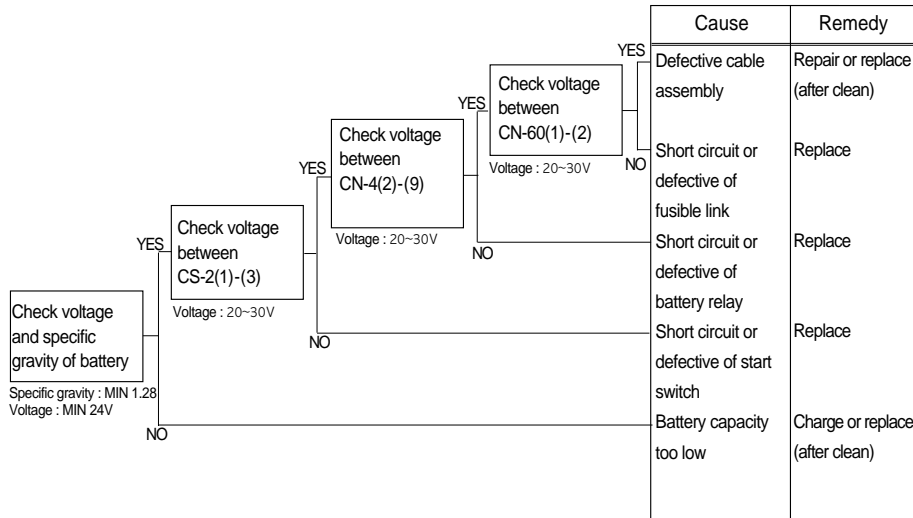 Cause Remedy
YES
Defective cable Repair or replace
assembly (after clean)
Check voltage
between
CN-60(1)-(2)
YES
Voltage : 20~30V
NO
Short circuit or Replace
defective of
fusible link
Check voltage
between
CN-4(2)-(9)
YES
Voltage : 20~30V
NO
Short circuit or Replace
defective of
battery relay
Check voltage
between
CS-2(1)-(3)
YES
Voltage : 20~30V
NO
Short circuit or Replace
defective of start
switch
Check voltage
and specific
gravity of battery
Specific gravity : MIN 1.28
Voltage : MIN 24V
NO
Battery capacity Charge or replace
too low (after clean)